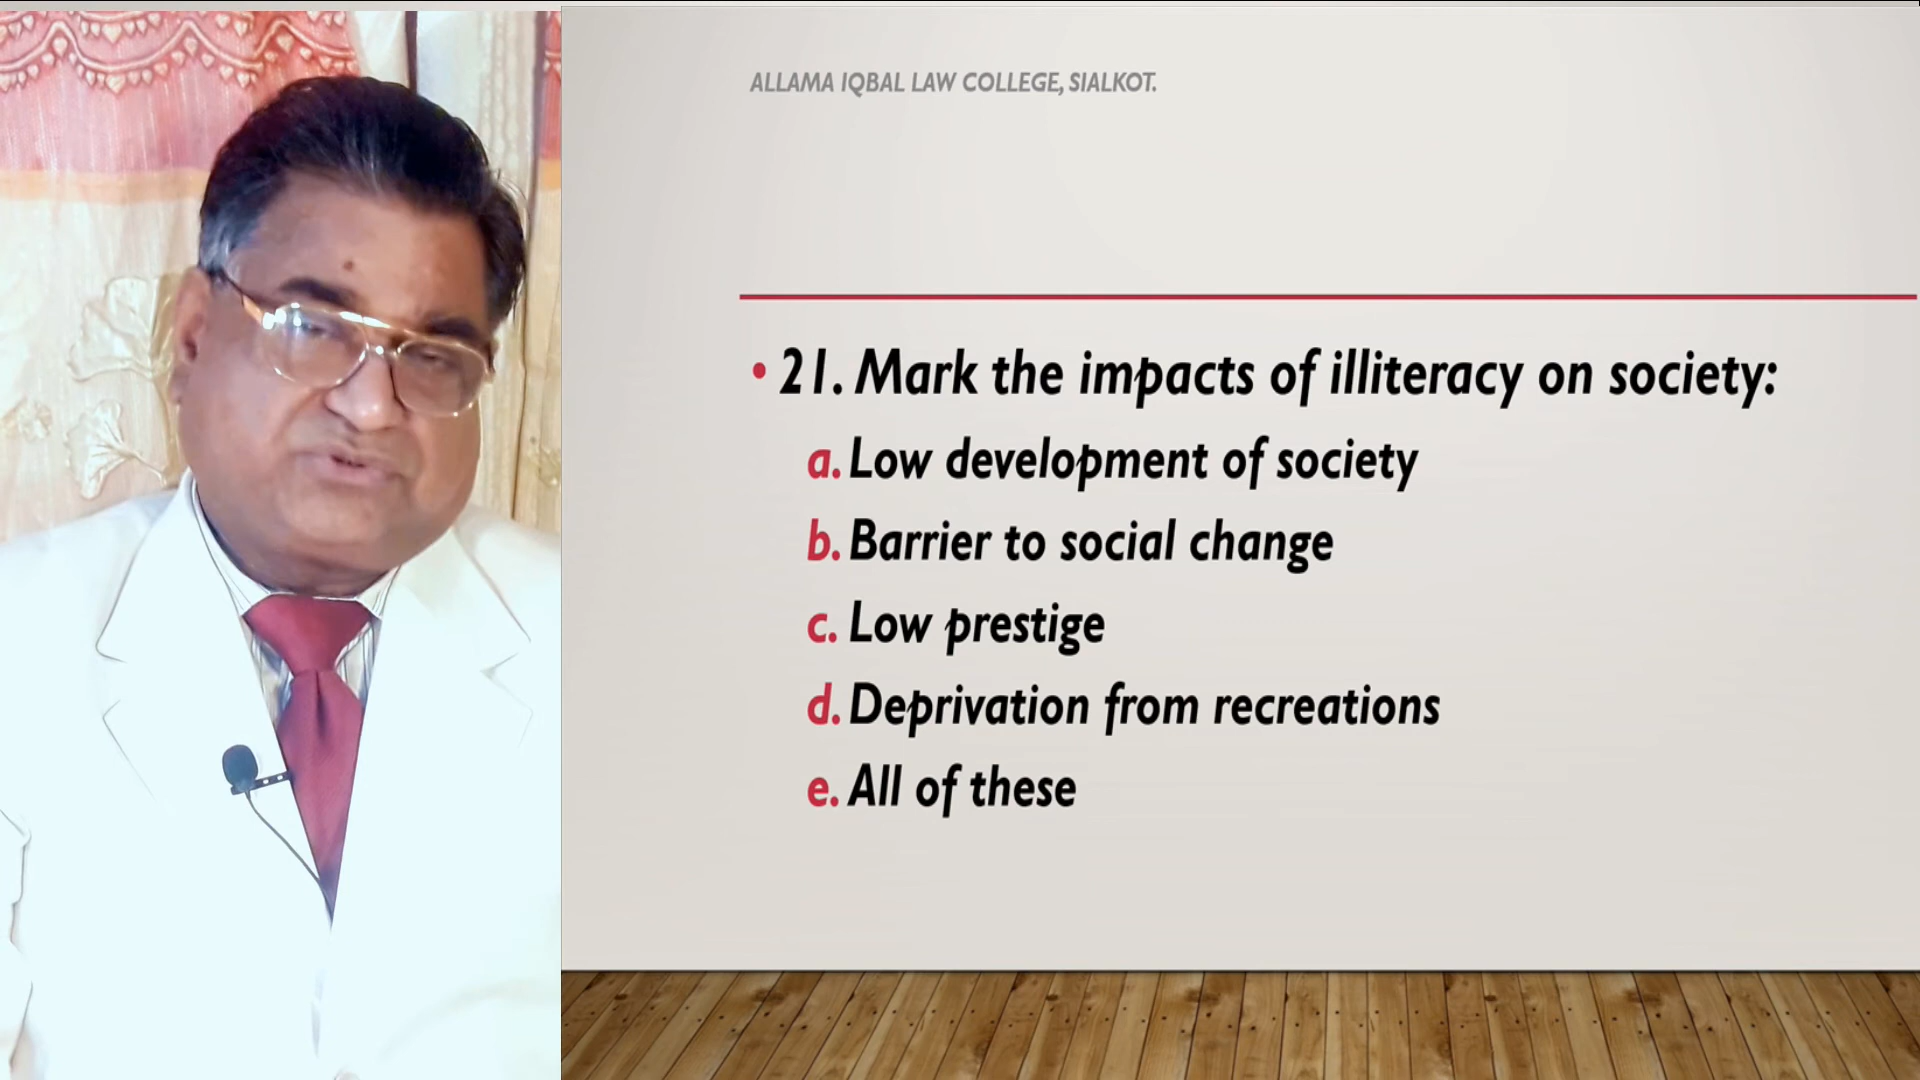 ALLAMA IQBAL LAW COLLEGE, SIALKOT.
• 21. Mark the impacts of illiteracy on society:
a. Low development of society
b. Barrier to social change
c. Low prestige
d. Deprivation from recreations
e. All of these